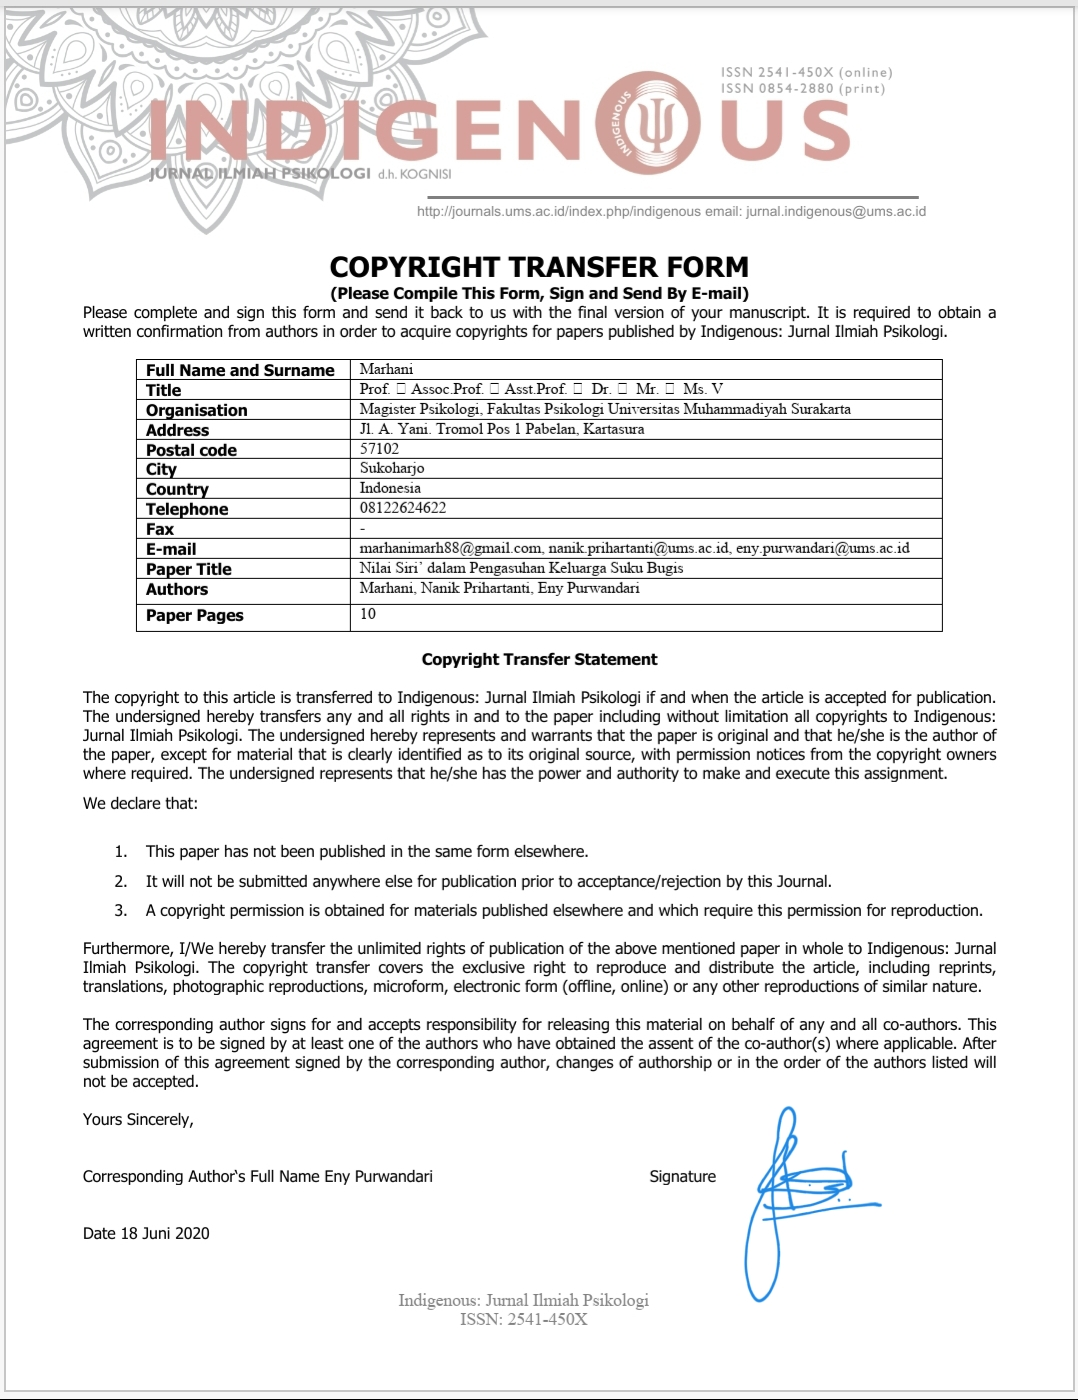 ISSN 2541-450X (online)
ISSN 0854-2880 (print)
INDIGENOUS
INDIGENOUS
JURNAL ILMIAH PSIKOLOGI d.h. KOGNISI
http://journals.ums.ac.id/index.php/indigenous email: jurnal.indigenous@ums.ac.id
COPYRIGHT TRANSFER FORM
(Please Compile This Form, Sign and Send By E-mail)
Please complete and sign this form and send it back to us with the final version of your manuscript. It is required to obtain a
written confirmation from authors in order to acquire copyrights for papers published by Indigenous: Jurnal Ilmiah Psikologi.
Full Name and Surname Marhani
Title Prof. □ Assoc.Prof. □ Asst.Prof. □ Dr. □ Mr. □ Ms. V
Organisation Magister Psikologi, Fakultas Psikologi Universitas Muhammadiyah Surakarta
Address Jl. A. Yani. Tromol Pos 1 Pabelan, Kartasura
Postal code 57102
City Sukoharjo
Country Indonesia
Telephone 08122624622
Fax -
E-mail marhanimarh88@gmail.com, nanik.prihartanti@ums.ac.id, eny.purwandari@ums.ac.id
Paper Title Nilai Siri’ dalam Pengasuhan Keluarga Suku Bugis
Authors Marhani, Nanik Prihartanti, Eny Purwandari
Paper Pages 10
Copyright Transfer Statement
The copyright to this article is transferred to Indigenous: Jurnal Ilmiah Psikologi if and when the article is accepted for publication.
The undersigned hereby transfers any and all rights in and to the paper including without limitation all copyrights to Indigenous:
Jurnal Ilmiah Psikologi. The undersigned hereby represents and warrants that the paper is original and that he/she is the author of
the paper, except for material that is clearly identified as to its original source, with permission notices from the copyright owners
where required. The undersigned represents that he/she has the power and authority to make and execute this assignment.
We declare that:
1. This paper has not been published in the same form elsewhere.
2. It will not be submitted anywhere else for publication prior to acceptance/rejection by this Journal.
3. A copyright permission is obtained for materials published elsewhere and which require this permission for reproduction.
Furthermore, I/We hereby transfer the unlimited rights of publication of the above mentioned paper in whole to Indigenous: Jurnal
Ilmiah Psikologi. The copyright transfer covers the exclusive right to reproduce and distribute the article, including reprints,
translations, photographic reproductions, microform, electronic form (offline, online) or any other reproductions of similar nature.
The corresponding author signs for and accepts responsibility for releasing this material on behalf of any and all co-authors. This
agreement is to be signed by at least one of the authors who have obtained the assent of the co-author(s) where applicable. After
submission of this agreement signed by the corresponding author, changes of authorship or in the order of the authors listed will
not be accepted.
Yours Sincerely,
Corresponding Author‘s Full Name Eny Purwandari Signature
Date 18 Juni 2020
Indigenous: Jurnal Ilmiah Psikologi
ISSN: 2541-450X